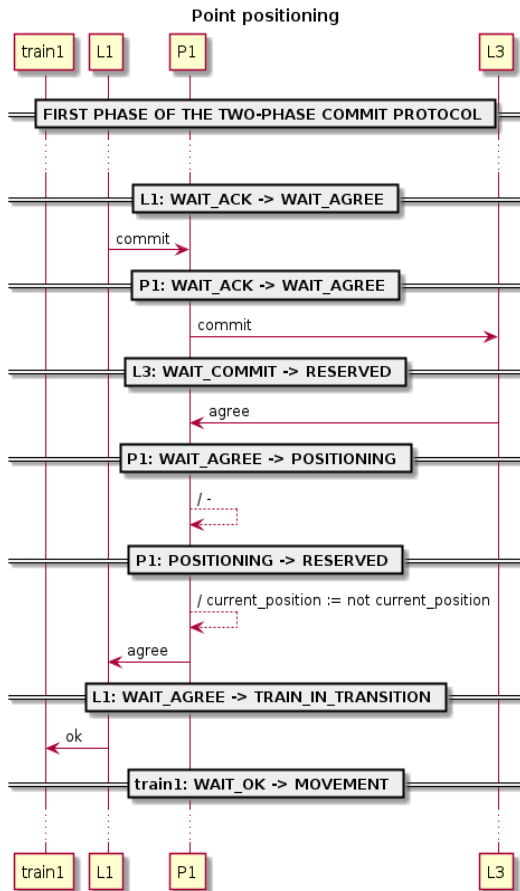 Point positioning
train1 L1 P1 L3
FIRST PHASE OF THE TWO-PHASE COMMIT PROTOCOL
L1: WAIT_ACK -> WAIT_AGREE
commit
P1: WAIT_ACK -> WAIT_AGREE
commit
L3: WAIT_COMMIT -> RESERVED
agree
P1: WAIT_AGREE -> POSITIONING
/ -
P1: POSITIONING -> RESERVED
/ current_position := not current_position
agree
L1: WAIT_AGREE -> TRAIN_IN_TRANSITION
ok
train1: WAIT_OK -> MOVEMENT
train1 L1 P1 L3